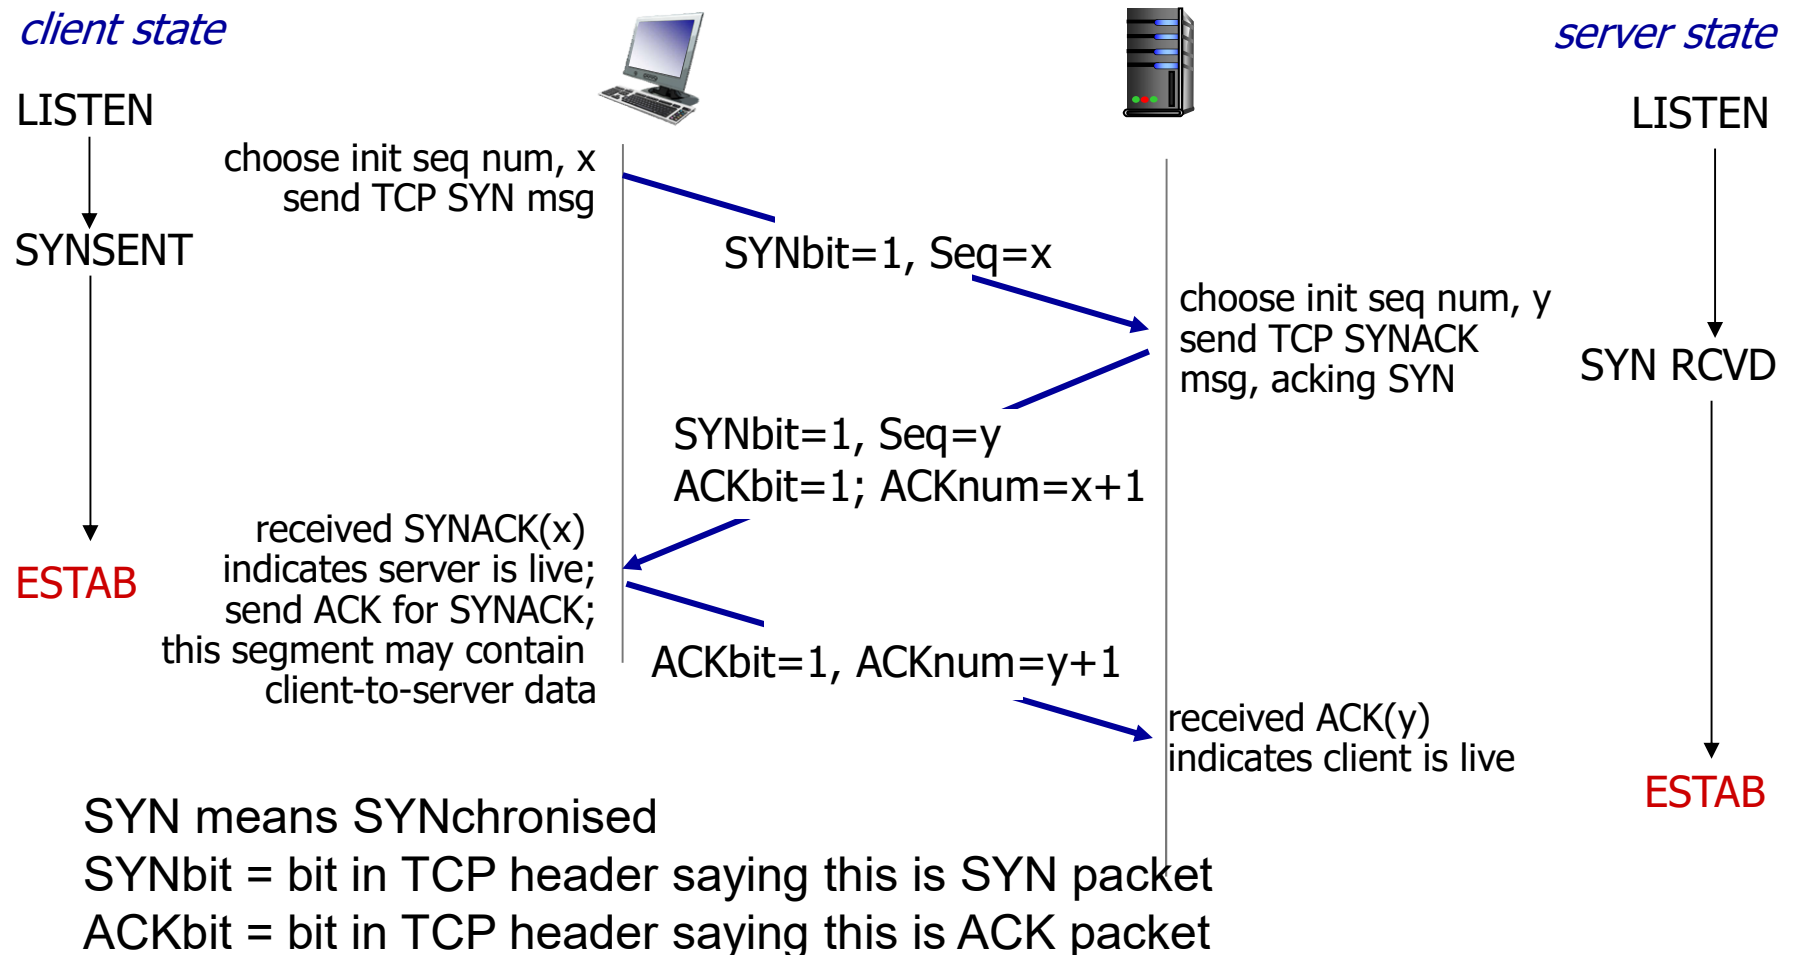 client state
server state
LISTEN
LISTEN
choose init seq num, x
send TCP SYN msg
SYNSENT
SYNbit=1, Seq=x
choose init seq num, y
send TCP SYNACK
msg, acking SYN
SYN RCVD
SYNbit=1, Seq=y
ACKbit=1; ACKnum=x+1
received SYNACK(x)
indicates server is live;
send ACK for SYNACK;
this segment may contain
client-to-server data
ESTAB
ACKbit=1, ACKnum=y+1
received ACK(y)
indicates client is live
ESTAB
SYN means SYNchronised
SYNbit = bit in TCP header saying this is SYN packet
ACKbit = bit in TCP header saying this is ACK packet